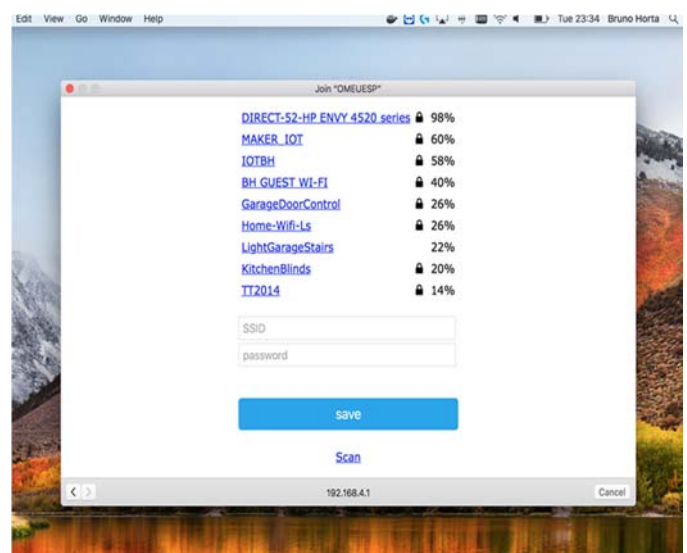 Edit View Go Window Help Tue 23:34 Bruno Horta
Join "OMEUESP"
DIRECT-52-HP ENVY 4520 series 98%
MAKER_IOT 60%
IOTBH 58%
BH GUEST WI-FI 40%
GarageDoorControl 26%
Home-Wifi-Ls 26%
LightGarageStairs 22%
KitchenBlinds 20%
TT2014 14%
SSID
password
save
Scan
192.168.4.1 Cancel